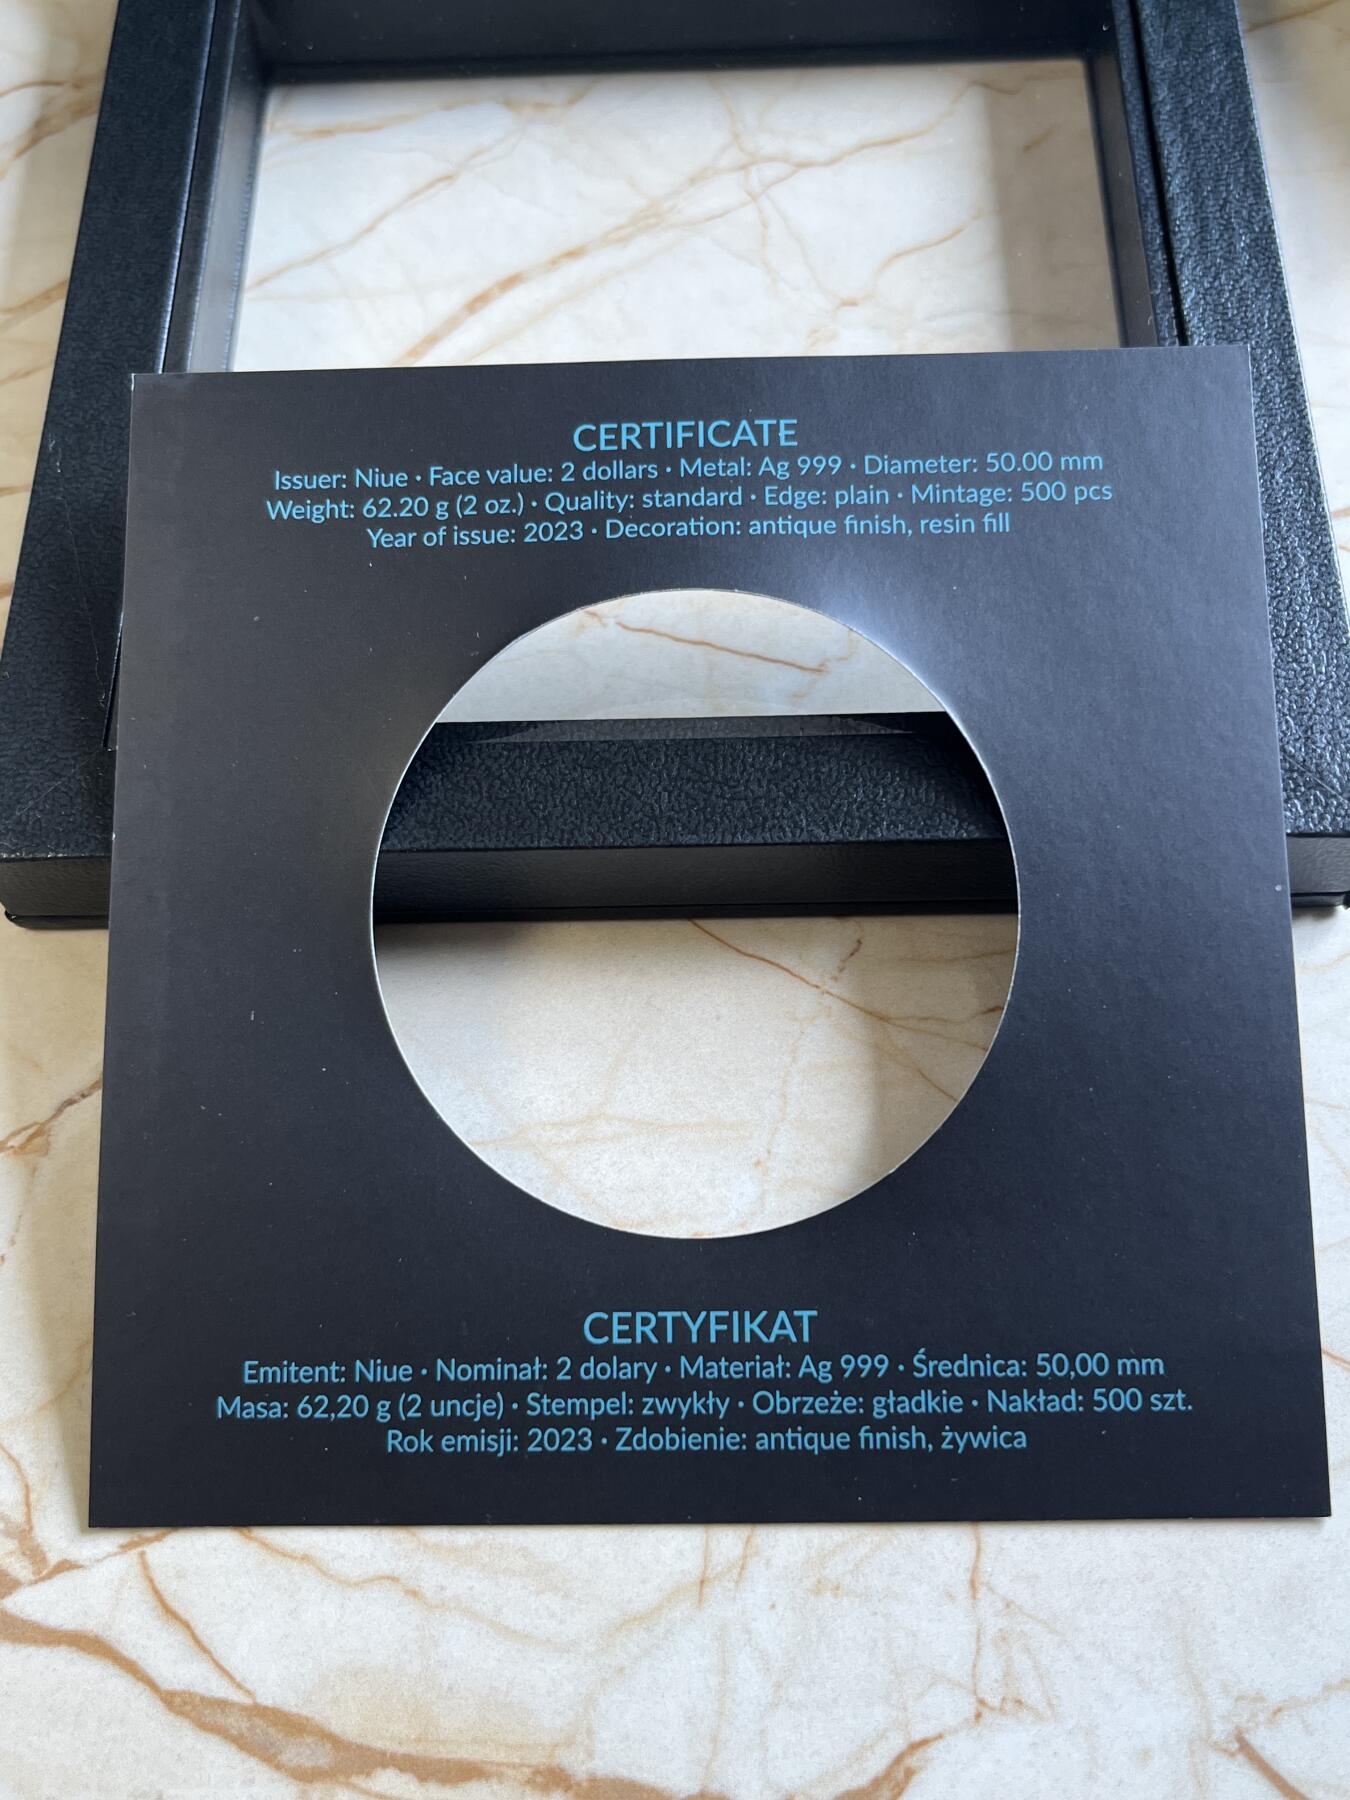 CERTIFICATE
Issuer: Niue · Face value: 2 dollars · Metal: Ag 999 · Diameter: 50.00 mm
Weight: 62.20 g (2 oz.) · Quality: standard · Edge: plain · Mintage: 500 pcs
Year of issue: 2023 · Decoration: antique finish, resin fill
CERTYFIKAT
Emitent: Niue · Nominał: 2 dolary · Materiał: Ag 999 · Średnica: 50,00 mm
Masa: 62,20 g (2 uncje) · Stempel: zwykły · Obrzeże: gładkie · Nakład: 500 szt.
Rok emisji: 2023 · Zdobienie: antique finish, żywica